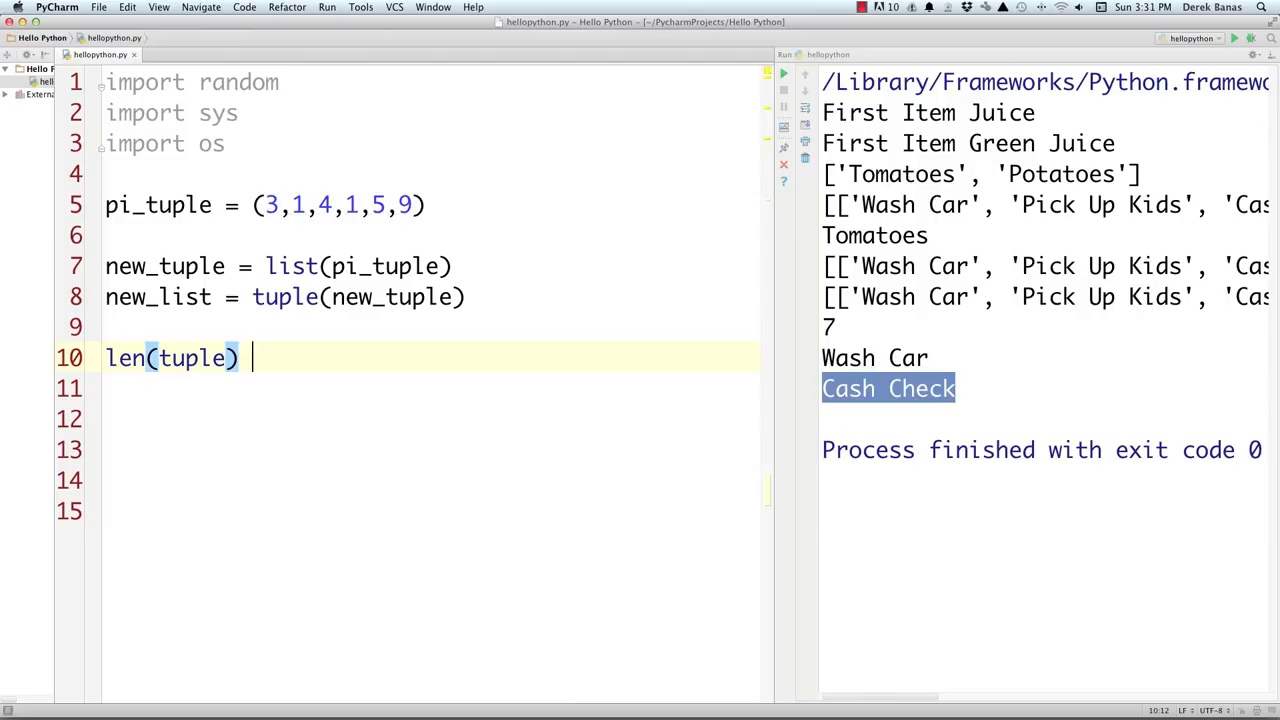 PyCharm File Edit View Navigate Code Refactor Run Tools VCS Window Help 10 Sun 3:31 PM Derek Banas
hellopython.py – [~/PycharmProjects/Hello Python]
Hello Python hellopython.py hellopython
hellopython.py Run hellopython
Hello P
hell
Extern
1 import random
2 import sys
3 import os
4
5 pi_tuple = (3,1,4,1,5,9)
6
7 new_tuple = list(pi_tuple)
8 new_list = tuple(new_tuple)
9
10 len(tuple)
11
12
13
14
15
/Library/Frameworks/Python.framewo
First Item Juice
First Item Green Juice
['Tomatoes', 'Potatoes']
[['Wash Car', 'Pick Up Kids', 'Cas
Tomatoes
[['Wash Car', 'Pick Up Kids', 'Cas
[['Wash Car', 'Pick Up Kids', 'Cas
7
Wash Car
Cash Check
Process finished with exit code 0
10:12 LF UTF-8